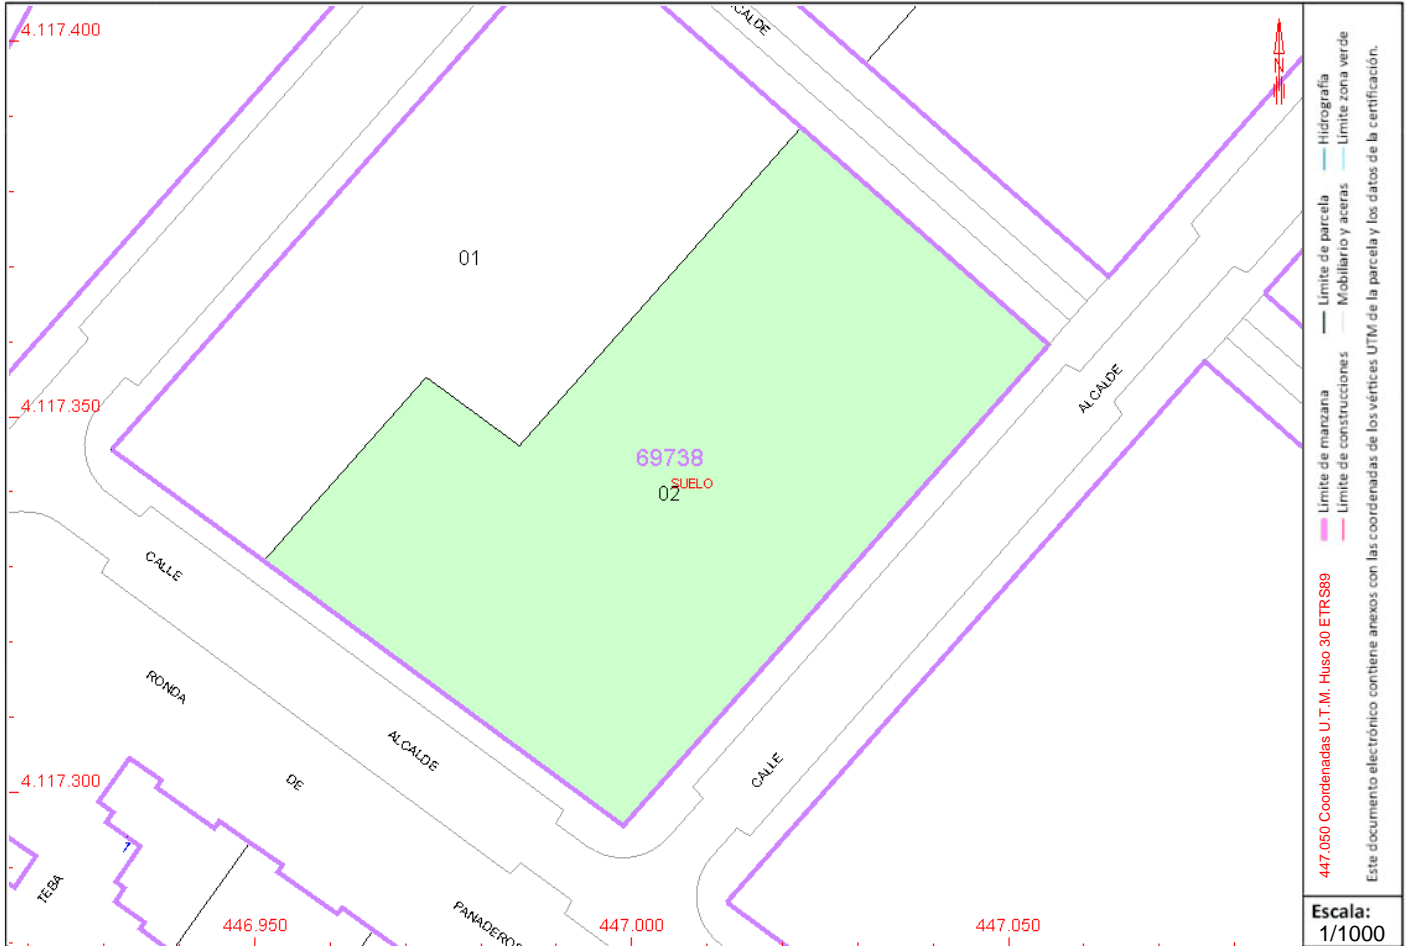 4.117.400
CALDE
01
4.117.350
ALCALDE
69738
SUELO
02
CALLE
RONDA
ALCALDE
DE
CALLE
4.117.300
7
TEBA
PANADEROS
446.950
447.000
447.050
447.050 Coordenadas U.T.M. Huso 30 ETRS89
Límite de manzana
Límite de parcela
Hidrografía
Límite de construcciones
Mobiliario y aceras
Límite zona verde
Este documento electrónico contiene anexos con las coordenadas de los vértices UTM de la parcela y los datos de la certificación.
Escala:
1/1000